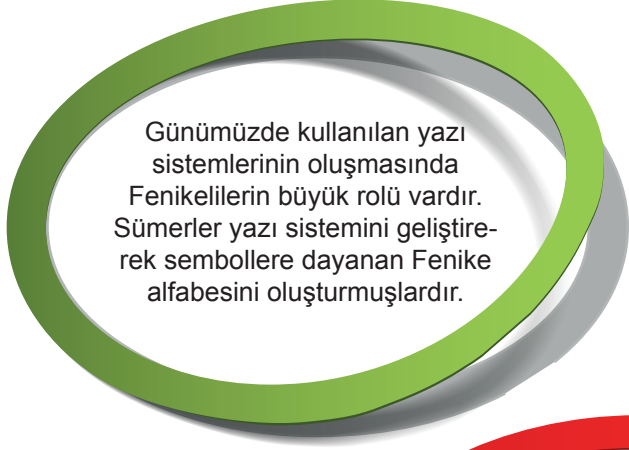 Günümüzde kullanılan yazı
sistemlerinin oluşmasında
Fenikelilerin büyük rolü vardır.
Sümerler yazı sistemini geliştire-
rek sembollere dayanan Fenike
alfabesini oluşturmuşlardır.